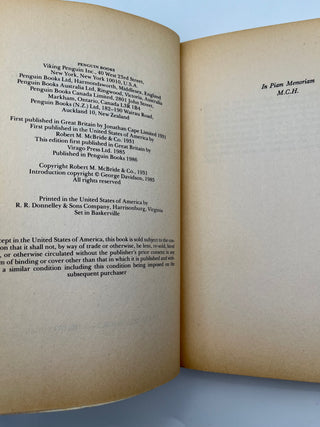 PENGUIN BOOKS
Viking Penguin Inc., 40 West 23rd Street,
New York, New York 10010, U.S.A.
Penguin Books Ltd, Harmondsworth, Middlesex, England
Penguin Books Australia Ltd, Ringwood, Victoria, Australia
Penguin Books Canada Limited, 2801 John Street,
Markham, Ontario, Canada L3R 1B4
Penguin Books (N.Z.) Ltd, 182–190 Wairau Road,
Auckland 10, New Zealand
First published in Great Britain by Jonathan Cape Limited 1931
First published in the United States of America by
Robert M. McBride & Co. 1931
This edition first published in Great Britain by
Virago Press Ltd. 1985
Published in Penguin Books 1986
Copyright Robert M. McBride & Co., 1931
Introduction copyright © George Davidson, 1985
All rights reserved
Printed in the United States of America by
R. R. Donnelley & Sons Company, Harrisonburg, Virginia
Set in Baskerville
cept in the United States of America, this book is sold subject to the con-
ition that it shall not, by way of trade or otherwise, be lent, re-sold, hired
out, or otherwise circulated without the publisher's prior consent in any
m of binding or cover other than that in which it is published and with-
a similar condition including this condition being imposed on the
subsequent purchaser
In Piam Memoriam
M.C.H.